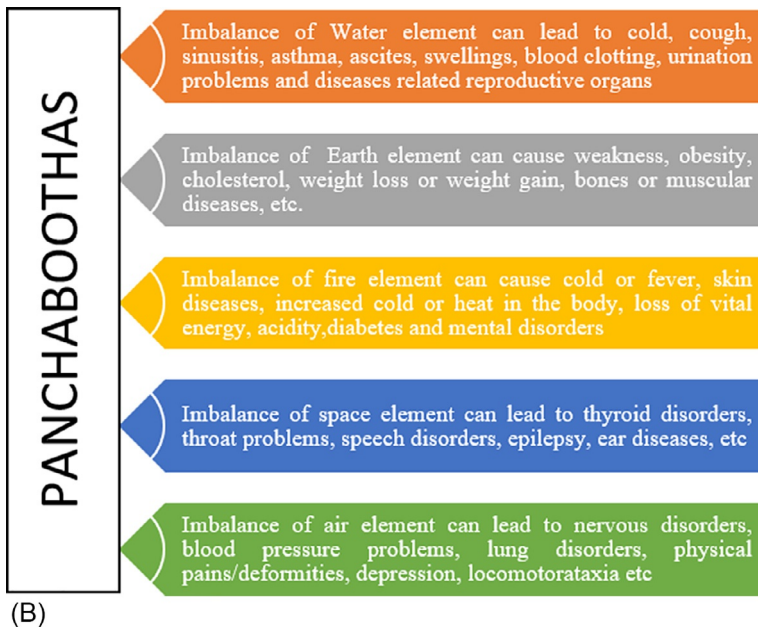 PANCHABOOTHAS
Imbalance of Water element can lead to cold, cough,
sinusitis, asthma, ascites, swellings, blood clotting, urination
problems and diseases related reproductive organs
Imbalance of Earth element can cause weakness, obesity,
cholesterol, weight loss or weight gain, bones or muscular
diseases, etc.
Imbalance of fire element can cause cold or fever, skin
diseases, increased cold or heat in the body, loss of vital
energy, acidity,diabetes and mental disorders
Imbalance of space element can lead to thyroid disorders,
throat problems, speech disorders, epilepsy, ear diseases, etc
Imbalance of air element can lead to nervous disorders,
blood pressure problems, lung disorders, physical
pains/deformities, depression, locomotorataxia etc
(B)